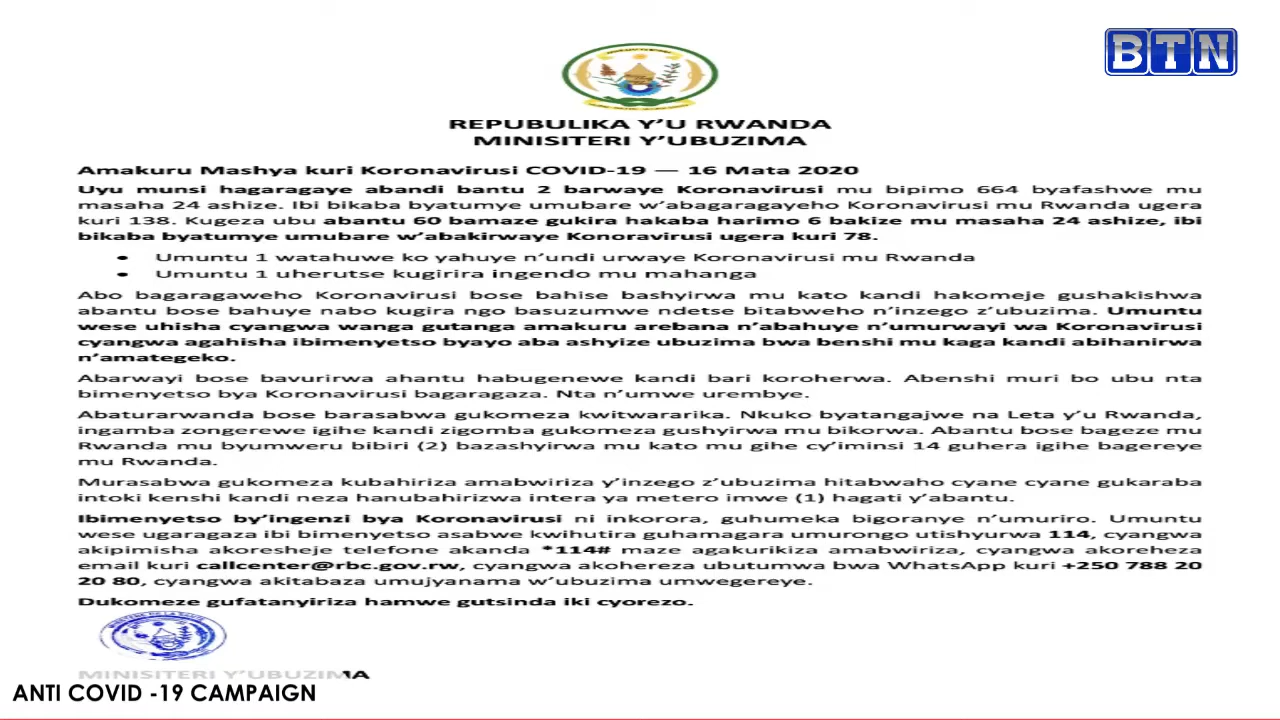 BTN
REPUBULIKA Y’U RWANDA
MINISITERI Y’UBUZIMA
Amakuru Mashya kuri Koronavirusi COVID-19 — 16 Mata 2020
Uyu munsi hagaragaye abandi bantu 2 barwaye Koronavirusi mu bipimo 664 byafashwe mu
masaha 24 ashize. Ibi bikaba byatumye umubare w’abagaragayeho Koronavirusi mu Rwanda ugera
kuri 138. Kugeza ubu abantu 60 bamaze gukira hakaba harimo 6 bakize mu masaha 24 ashize, ibi
bikaba byatumye umubare w’abakirwaye Konoravirusi ugera kuri 78.
• Umuntu 1 watahuwe ko yahuye n’undi urwaye Koronavirusi mu Rwanda
• Umuntu 1 uherutse kugirira ingendo mu mahanga
Abo bagaragaweho Koronavirusi bose bahise bashyirwa mu kato kandi hakomeje gushakishwa
abantu bose bahuye nabo kugira ngo basuzumwe ndetse bitabweho n’inzego z’ubuzima. Umuntu
wese uhisha cyangwa wanga gutanga amakuru arebana n’abahuye n’umurwayi wa Koronavirusi
cyangwa agahisha ibimenyetso byayo aba ashyize ubuzima bwa benshi mu kaga kandi abihanirwa
n’amategeko.
Abarwayi bose bavurirwa ahantu habugenewe kandi bari koroherwa. Abenshi muri bo ubu nta
bimenyetso bya Koronavirusi bagaragaza. Nta n’umwe urembye.
Abaturarwanda bose barasabwa gukomeza kwitwararika. Nkuko byatangajwe na Leta y’u Rwanda,
ingamba zongerewe igihe kandi zigomba gukomeza gushyirwa mu bikorwa. Abantu bose bageze mu
Rwanda mu byumweru bibiri (2) bazashyirwa mu kato mu gihe cy’iminsi 14 guhera igihe bagereye
mu Rwanda.
Murasabwa gukomeza kubahiriza amabwiriza y’inzego z’ubuzima hitabwaho cyane cyane gukaraba
intoki kenshi kandi neza hanubahirizwa intera ya metero imwe (1) hagati y’abantu.
Ibimenyetso by’ingenzi bya Koronavirusi ni inkorora, guhumeka bigoranye n’umuriro. Umuntu
wese ugaragaza ibi bimenyetso asabwe kwihutira guhamagara umurongo utishyurwa 114, cyangwa
akipimisha akoresheje telefone akanda *114# maze agakurikiza amabwiriza, cyangwa akoreheza
email kuri callcenter@rbc.gov.rw, cyangwa akohereza ubutumwa bwa WhatsApp kuri +250 788 20
20 80, cyangwa akitabaza umujyanama w’ubuzima umwegereye.
Dukomeze gufatanyiriza hamwe gutsinda iki cyorezo.
MINISITERI Y’UBUZIMA
ANTI COVID -19 CAMPAIGN